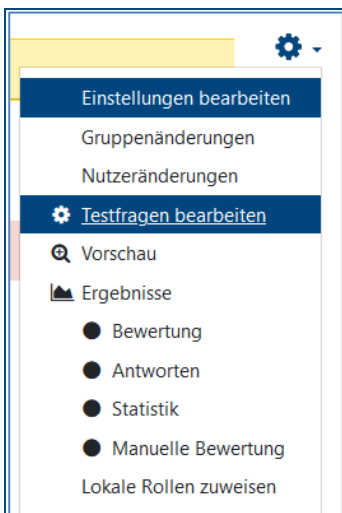 Einstellungen bearbeiten
Gruppenänderungen
Nutzeränderungen
Testfragen bearbeiten
Vorschau
Ergebnisse
Bewertung
Antworten
Statistik
Manuelle Bewertung
Lokale Rollen zuweisen